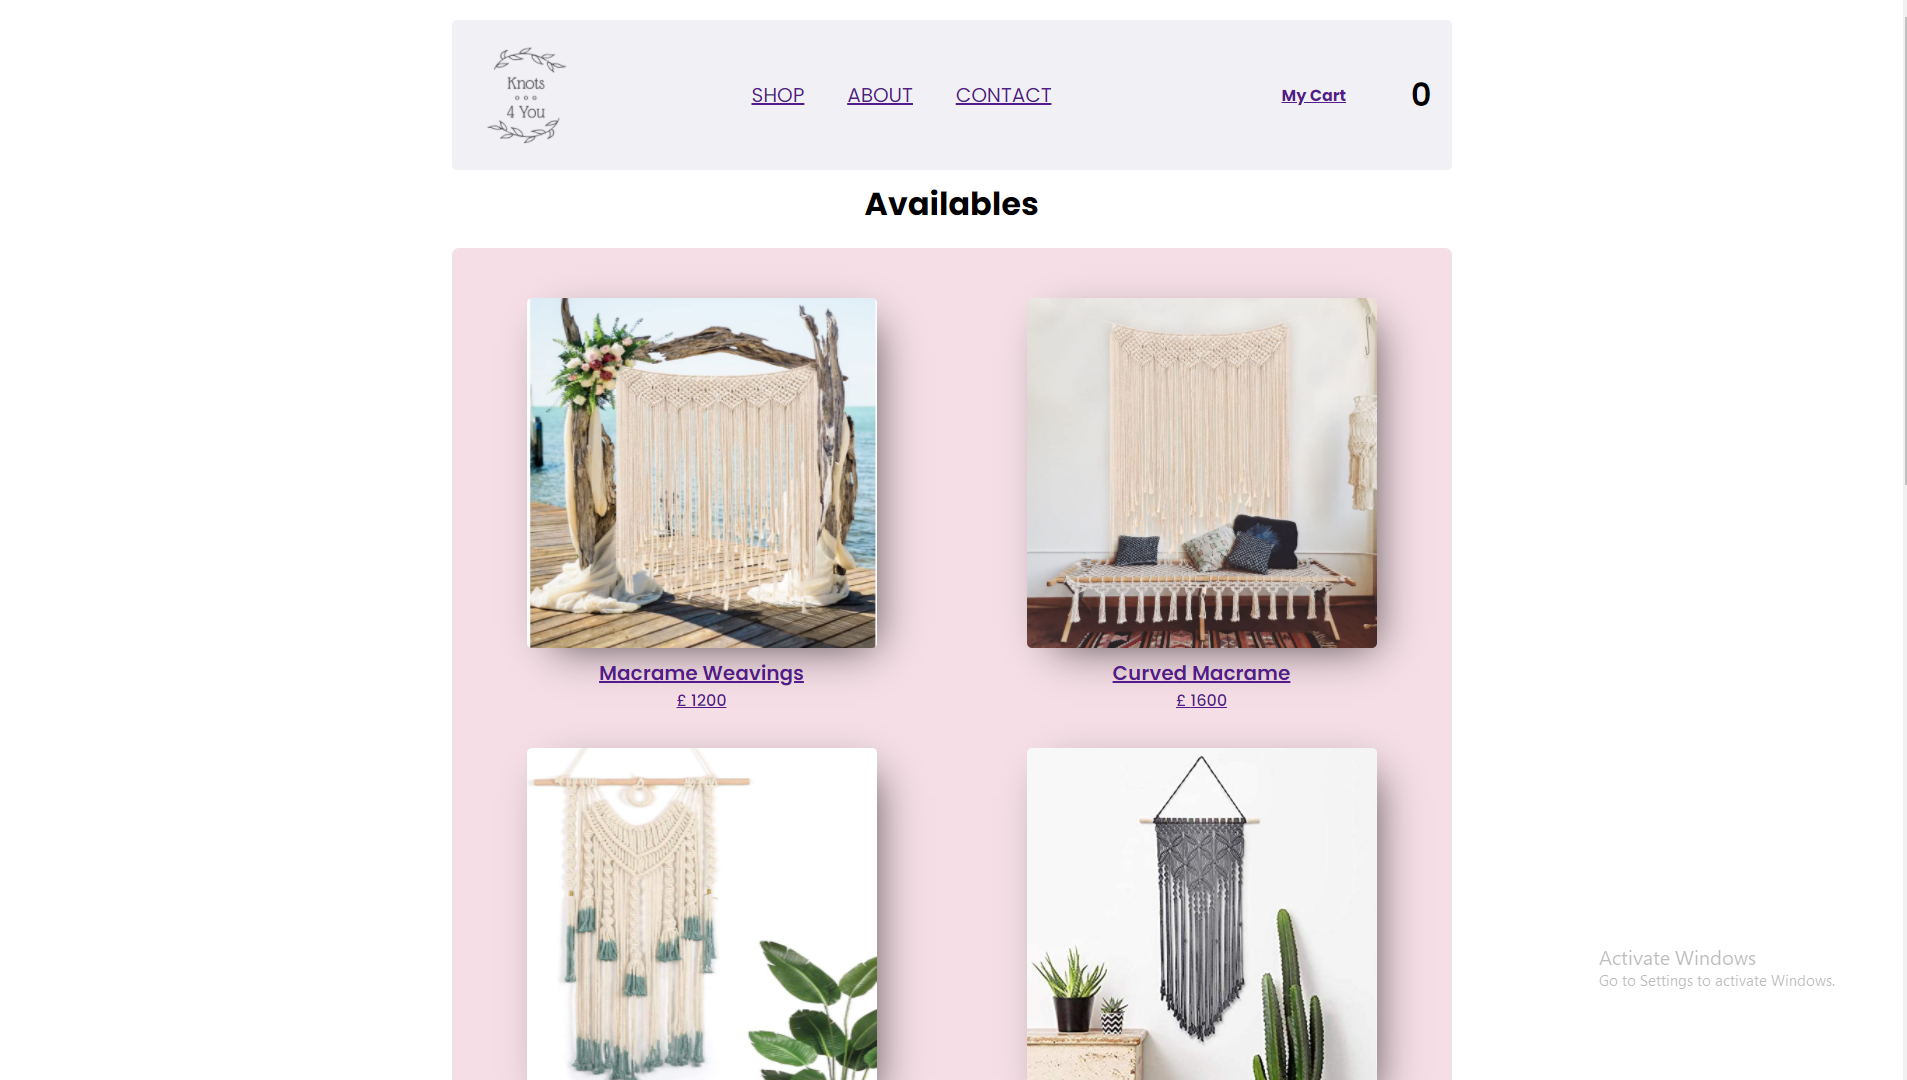 Knots
4 You
SHOP ABOUT CONTACT My Cart 0
Availables
Macrame Weavings
£ 1200
Curved Macrame
£ 1600
Activate Windows
Go to Settings to activate Windows.